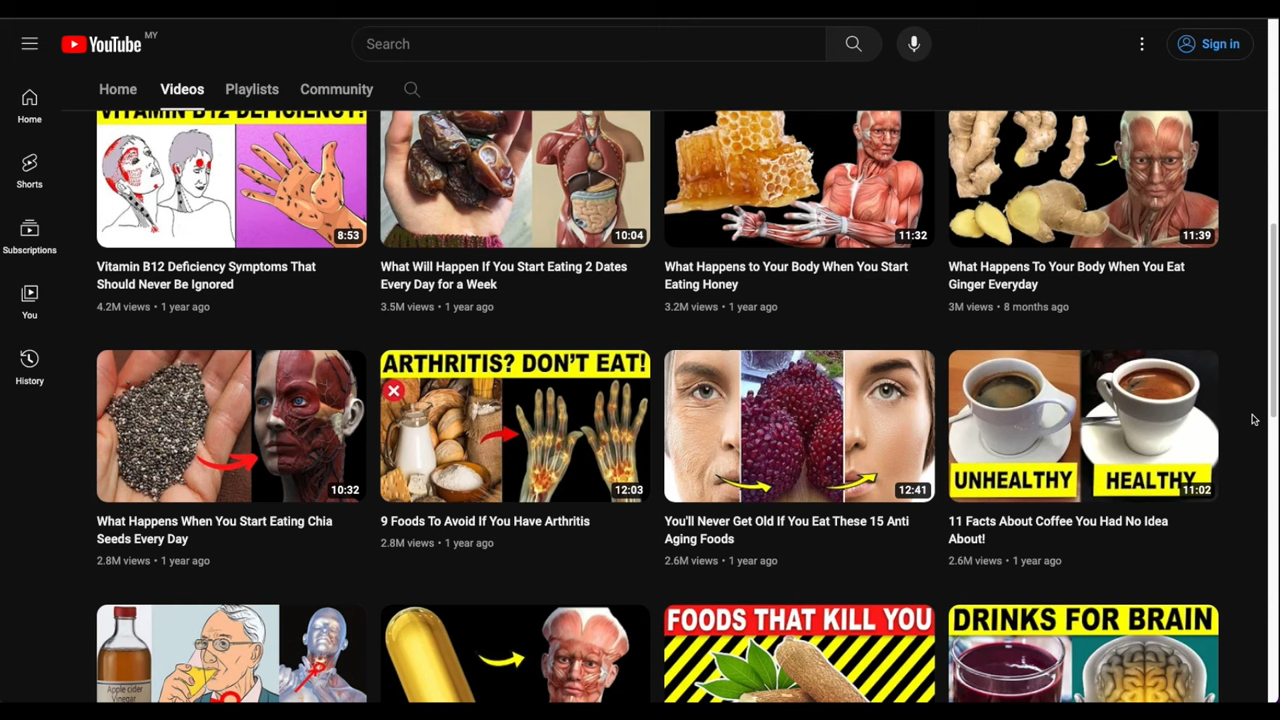 YouTube MY
Search
Sign in
Home
Videos
Playlists
Community
Home
Shorts
Subscriptions
You
History
VITAMIN B12 DEFICIENCY!
8:53
10:04
11:32
11:39
Vitamin B12 Deficiency Symptoms That
Should Never Be Ignored
4.2M views • 1 year ago
What Will Happen If You Start Eating 2 Dates
Every Day for a Week
3.5M views • 1 year ago
What Happens to Your Body When You Start
Eating Honey
3.2M views • 1 year ago
What Happens To Your Body When You Eat
Ginger Everyday
3M views • 8 months ago
10:32
ARTHRITIS? DON'T EAT!
12:03
12:41
UNHEALTHY
HEALTHY
11:02
What Happens When You Start Eating Chia
Seeds Every Day
2.8M views • 1 year ago
9 Foods To Avoid If You Have Arthritis
2.8M views • 1 year ago
You'll Never Get Old If You Eat These 15 Anti
Aging Foods
2.6M views • 1 year ago
11 Facts About Coffee You Had No Idea
About!
2.6M views • 1 year ago
Apple cider
Vinegar
FOODS THAT KILL YOU
DRINKS FOR BRAIN